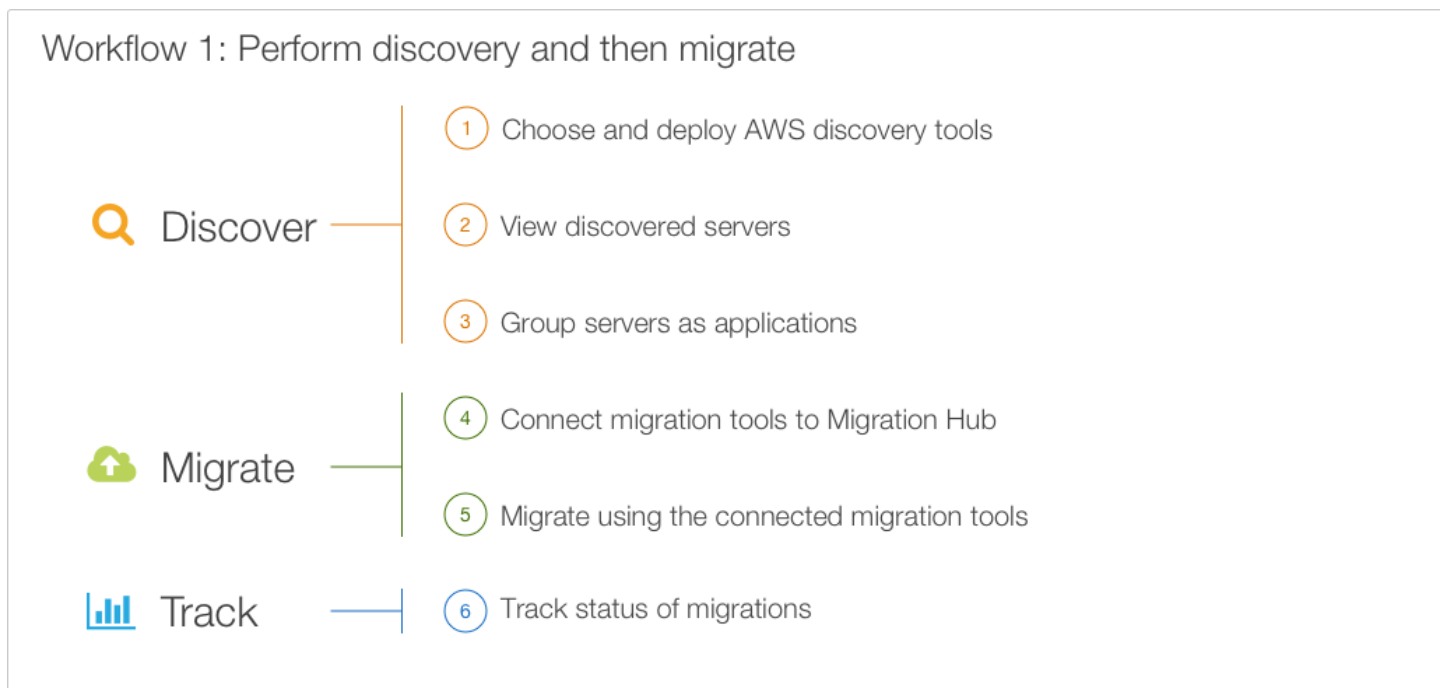 Workflow 1: Perform discovery and then migrate
1 Choose and deploy AWS discovery tools
Discover
2 View discovered servers
3 Group servers as applications
4 Connect migration tools to Migration Hub
Migrate
5 Migrate using the connected migration tools
Track
6 Track status of migrations